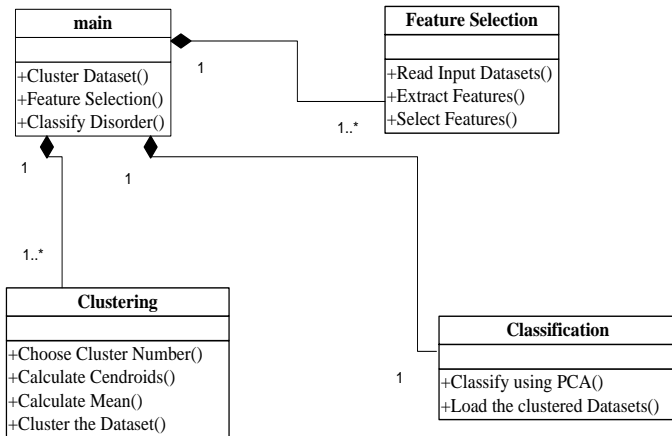 main
+Cluster Dataset()
+Feature Selection()
+Classify Disorder()
Feature Selection
+Read Input Datasets()
+Extract Features()
+Select Features()
1
1..*
1
1
1..*
Clustering
+Choose Cluster Number()
+Calculate Cendroids()
+Calculate Mean()
+Cluster the Dataset()
1
Classification
+Classify using PCA()
+Load the clustered Datasets()